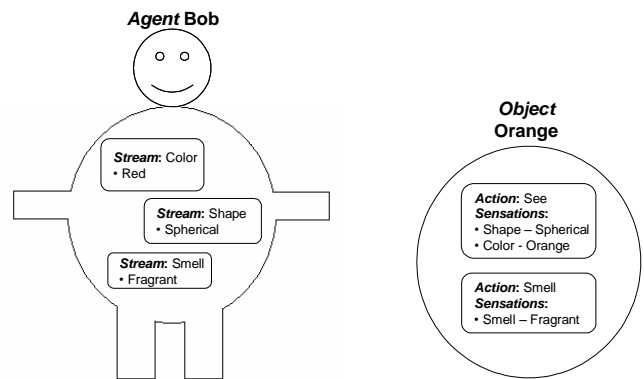 Agent Bob
Stream: Color
• Red
Stream: Shape
• Spherical
Stream: Smell
• Fragrant
Object
Orange
Action: See
Sensations:
• Shape – Spherical
• Color - Orange
Action: Smell
Sensations:
• Smell – Fragrant